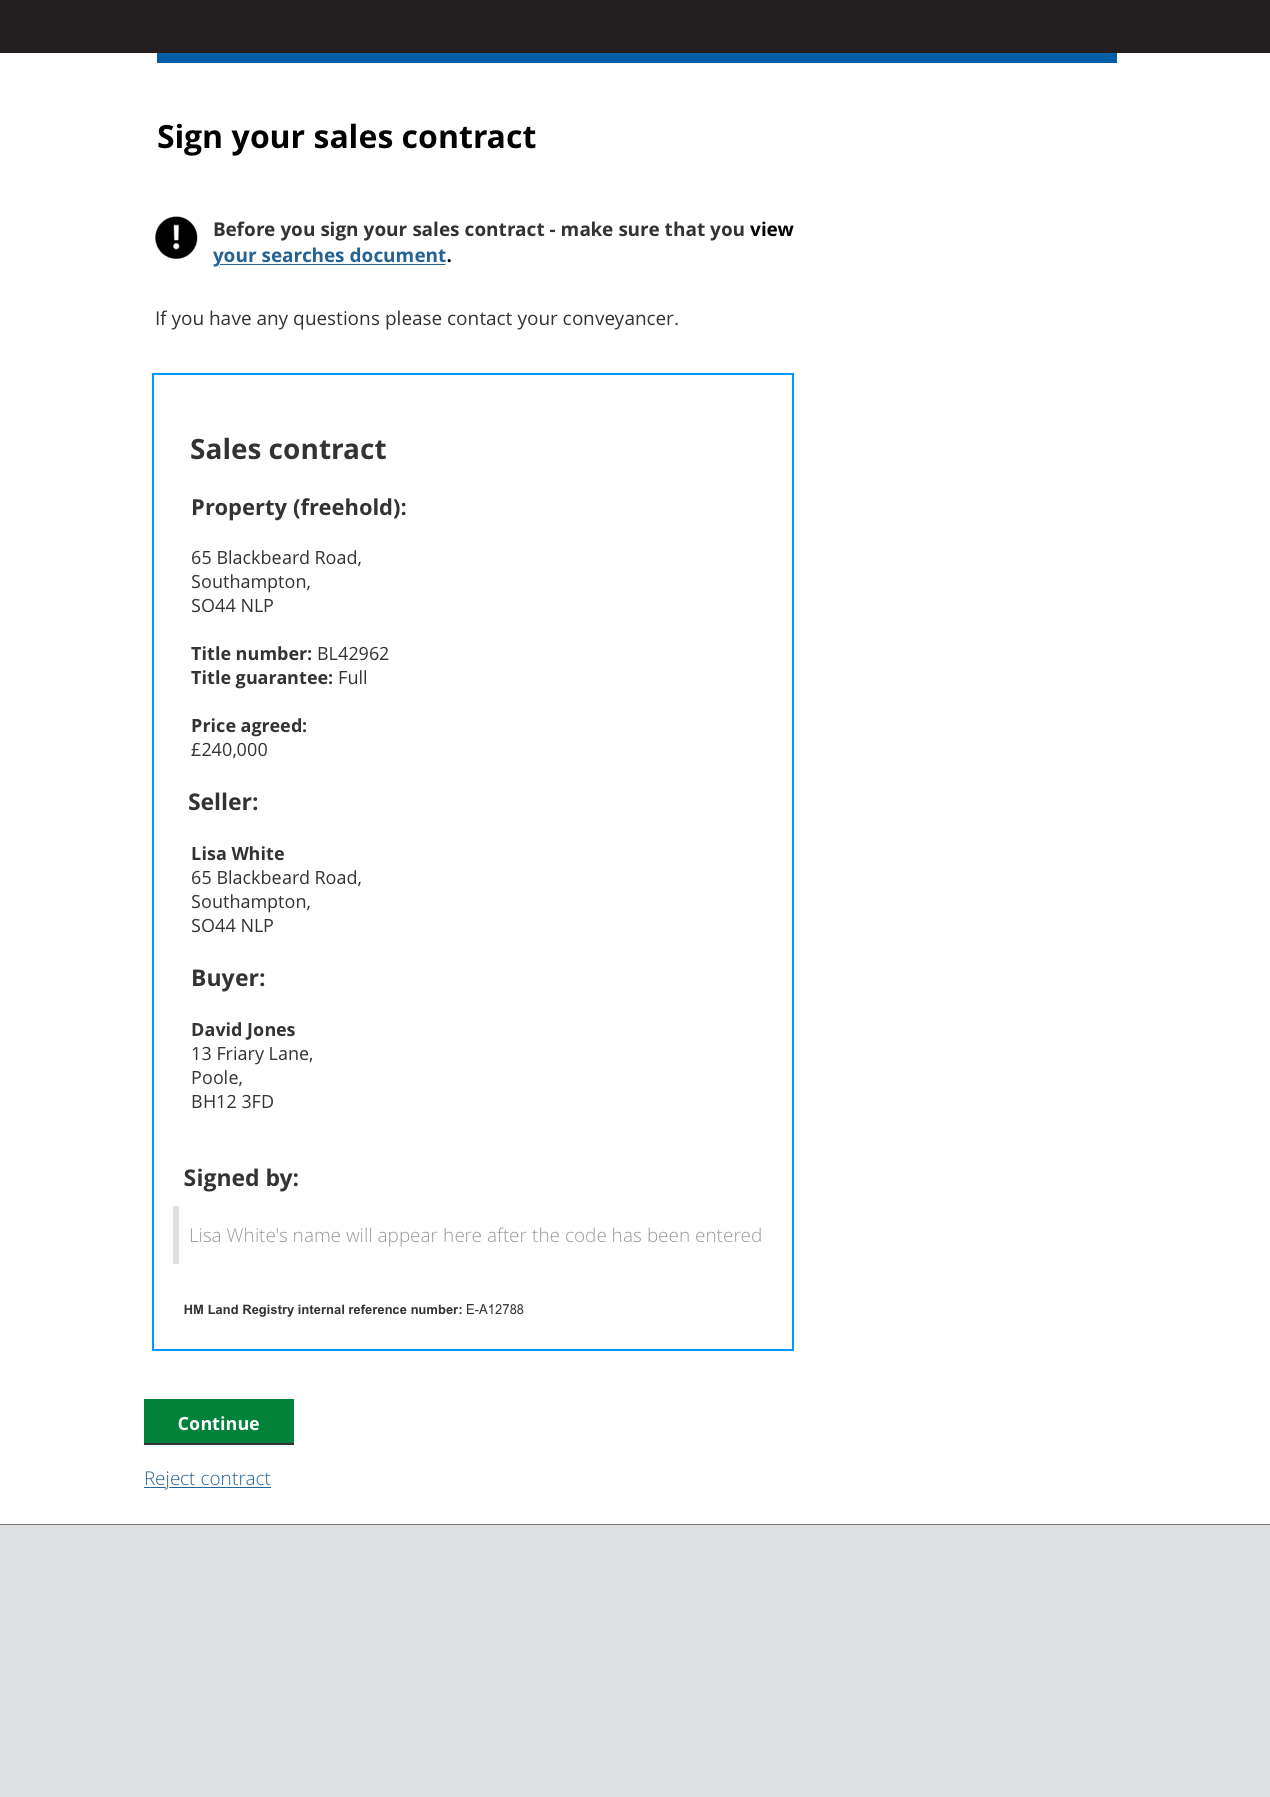 Sign your sales contract
!
Before you sign your sales contract - make sure that you view
your searches document.
If you have any questions please contact your conveyancer.
Sales contract
Property (freehold):
65 Blackbeard Road,
Southampton,
SO44 NLP
Title number: BL42962
Title guarantee: Full
Price agreed:
£240,000
Seller:
Lisa White
65 Blackbeard Road,
Southampton,
SO44 NLP
Buyer:
David Jones
13 Friary Lane,
Poole,
BH12 3FD
Signed by:
Lisa White's name will appear here after the code has been entered
HM Land Registry internal reference number: E-A12788
Continue
Reject contract